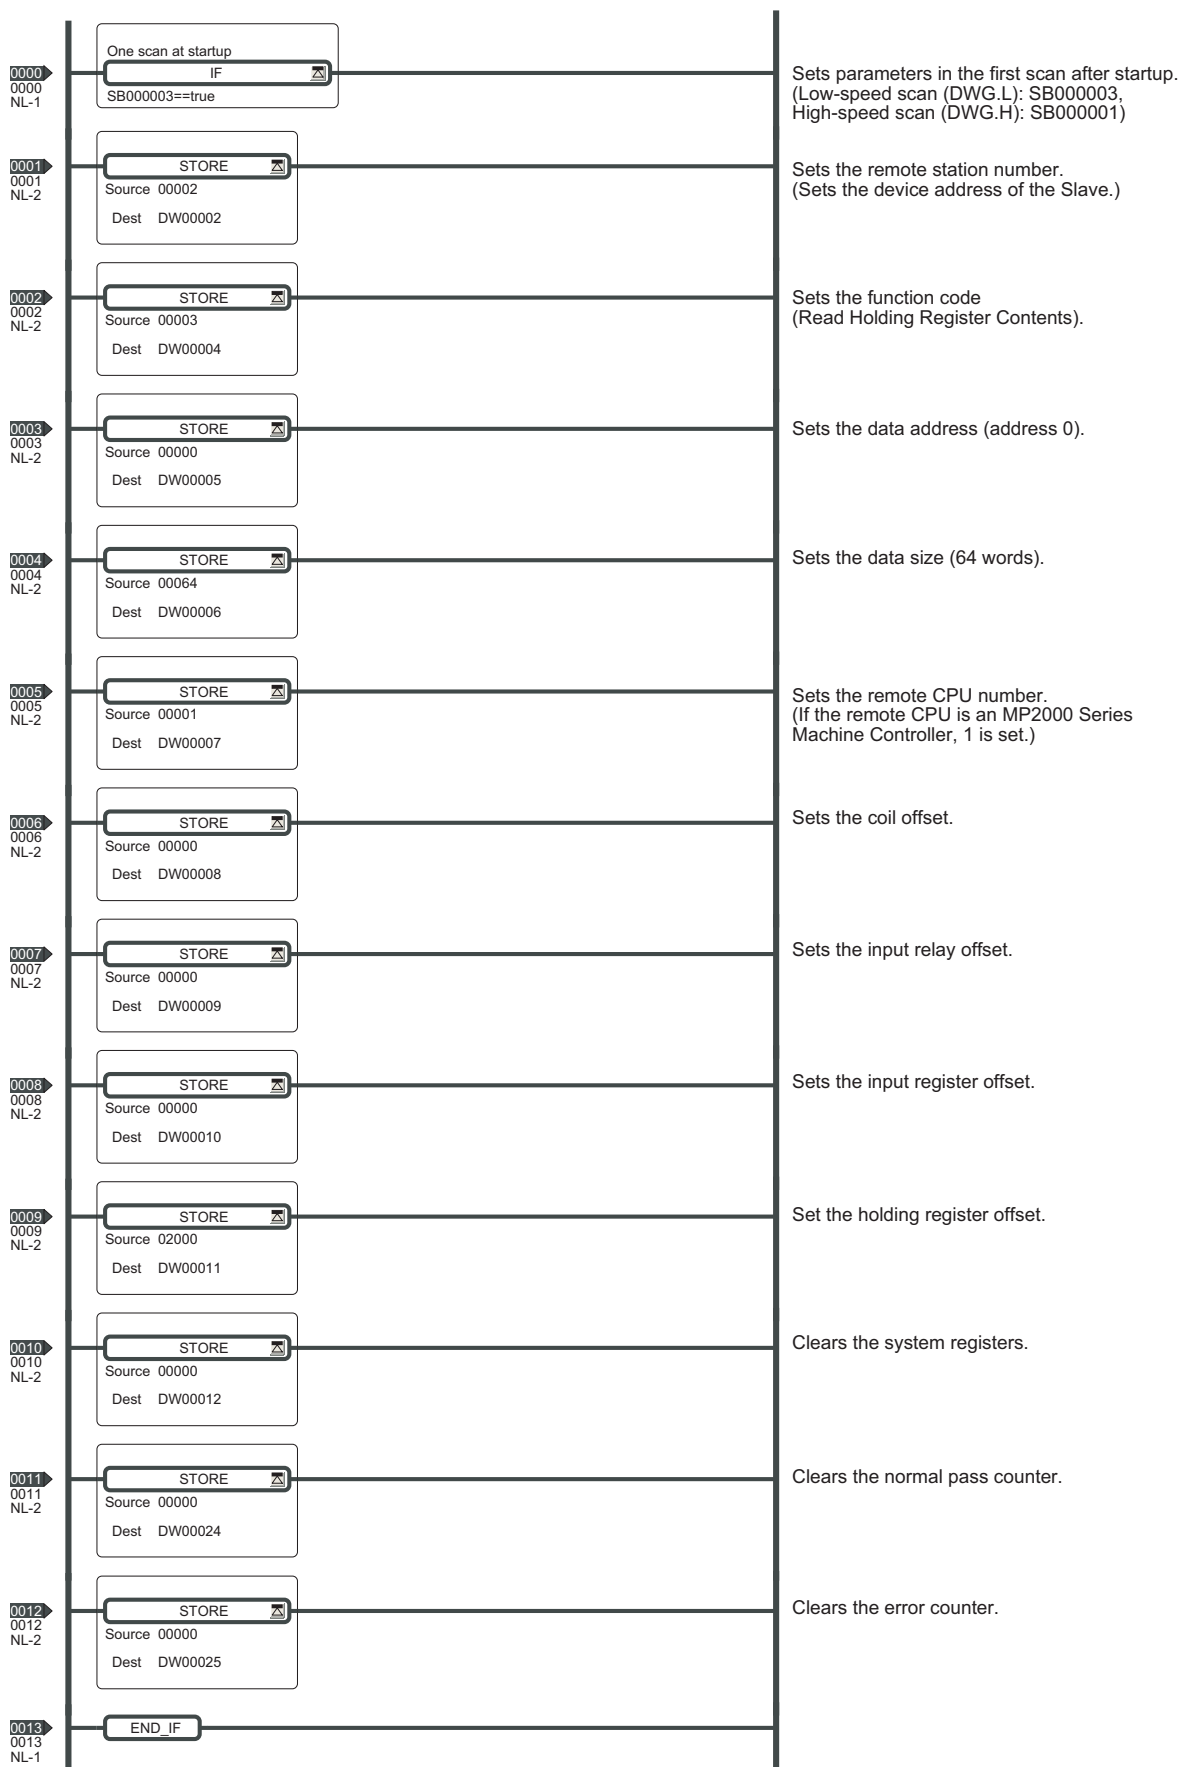 One scan at startup
0000
0000
NL-1
IF
SB000003==true
Sets parameters in the first scan after startup.
(Low-speed scan (DWG.L): SB000003,
High-speed scan (DWG.H): SB000001)
0001
0001
NL-2
STORE
Source 00002
Dest DW00002
Sets the remote station number.
(Sets the device address of the Slave.)
0002
0002
NL-2
STORE
Source 00003
Dest DW00004
Sets the function code
(Read Holding Register Contents).
0003
0003
NL-2
STORE
Source 00000
Dest DW00005
Sets the data address (address 0).
0004
0004
NL-2
STORE
Source 00064
Dest DW00006
Sets the data size (64 words).
0005
0005
NL-2
STORE
Source 00001
Dest DW00007
Sets the remote CPU number.
(If the remote CPU is an MP2000 Series
Machine Controller, 1 is set.)
0006
0006
NL-2
STORE
Source 00000
Dest DW00008
Sets the coil offset.
0007
0007
NL-2
STORE
Source 00000
Dest DW00009
Sets the input relay offset.
0008
0008
NL-2
STORE
Source 00000
Dest DW00010
Sets the input register offset.
0009
0009
NL-2
STORE
Source 02000
Dest DW00011
Set the holding register offset.
0010
0010
NL-2
STORE
Source 00000
Dest DW00012
Clears the system registers.
0011
0011
NL-2
STORE
Source 00000
Dest DW00024
Clears the normal pass counter.
0012
0012
NL-2
STORE
Source 00000
Dest DW00025
Clears the error counter.
0013
0013
NL-1
END_IF